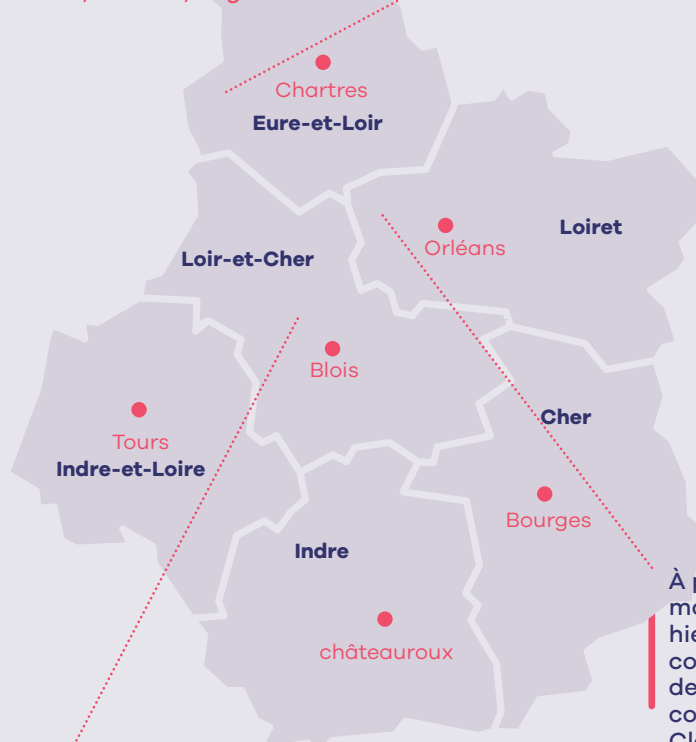 Chartres
Eure-et-Loir
Loiret
Orléans
Loir-et-Cher
Blois
Cher
Tours
Indre-et-Loire
Bourges
Indre
châteauroux
À